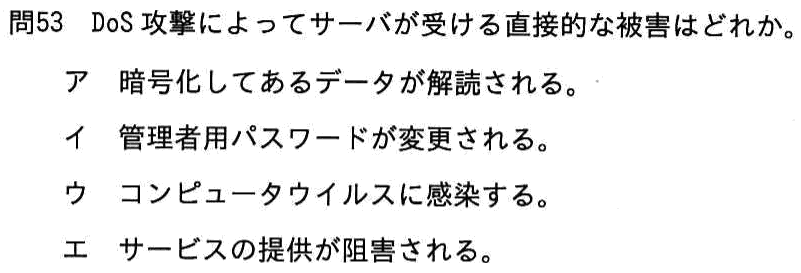 問53　DoS 攻撃によってサーバが受ける直接的な被害はどれか。
ア　暗号化してあるデータが解読される。
イ　管理者用パスワードが変更される。
ウ　コンピュータウイルスに感染する。
エ　サービスの提供が阻害される。